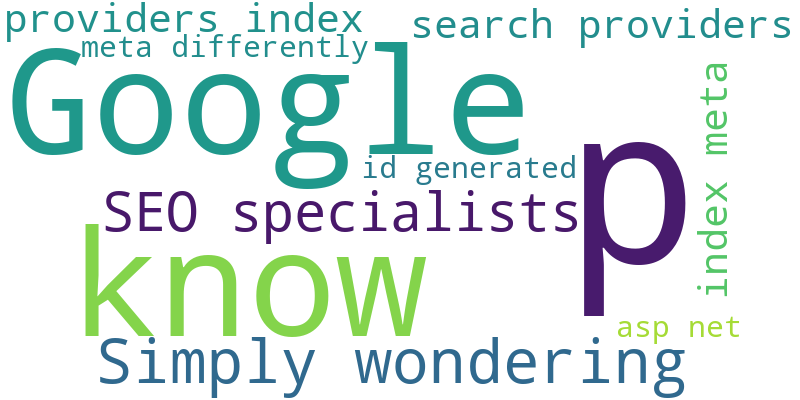 providers index
search providers
meta differently
Google
index meta
p
id generated
SEO specialists
know
asp net
Simply wondering